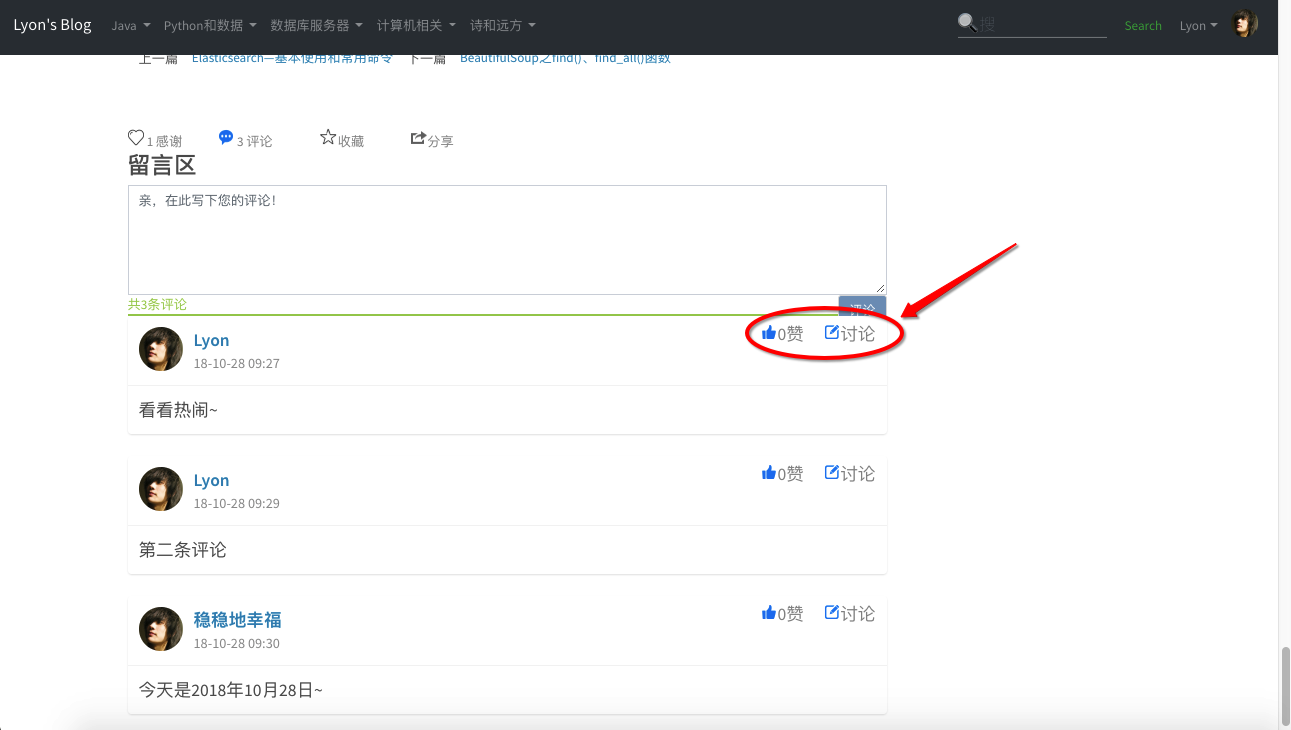 Lyon's Blog Java Python和数据 数据库服务器 计算机相关 诗和远方 搜 Search Lyon
上一篇 Elasticsearch—基本使用和常用命令 下一篇 BeautifulSoup之find()、find_all()函数
1 感谢 3 评论 收藏 分享
留言区
亲，在此写下您的评论！
共3条评论 评论
Lyon 0赞 讨论
18-10-28 09:27
看看热闹~
Lyon 0赞 讨论
18-10-28 09:29
第二条评论
稳稳地幸福 0赞 讨论
18-10-28 09:30
今天是2018年10月28日~